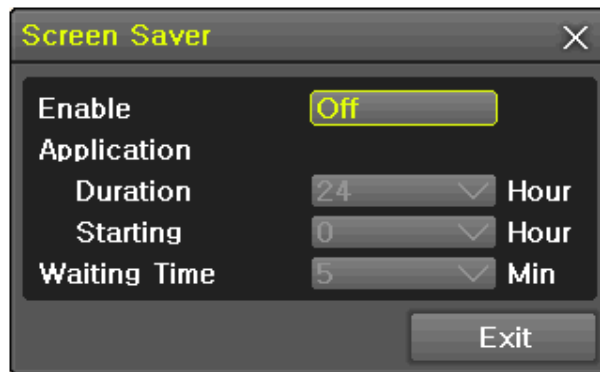 Screen Saver
Enable Off
Application
Duration 24 Hour
Starting 0 Hour
Waiting Time 5 Min
Exit